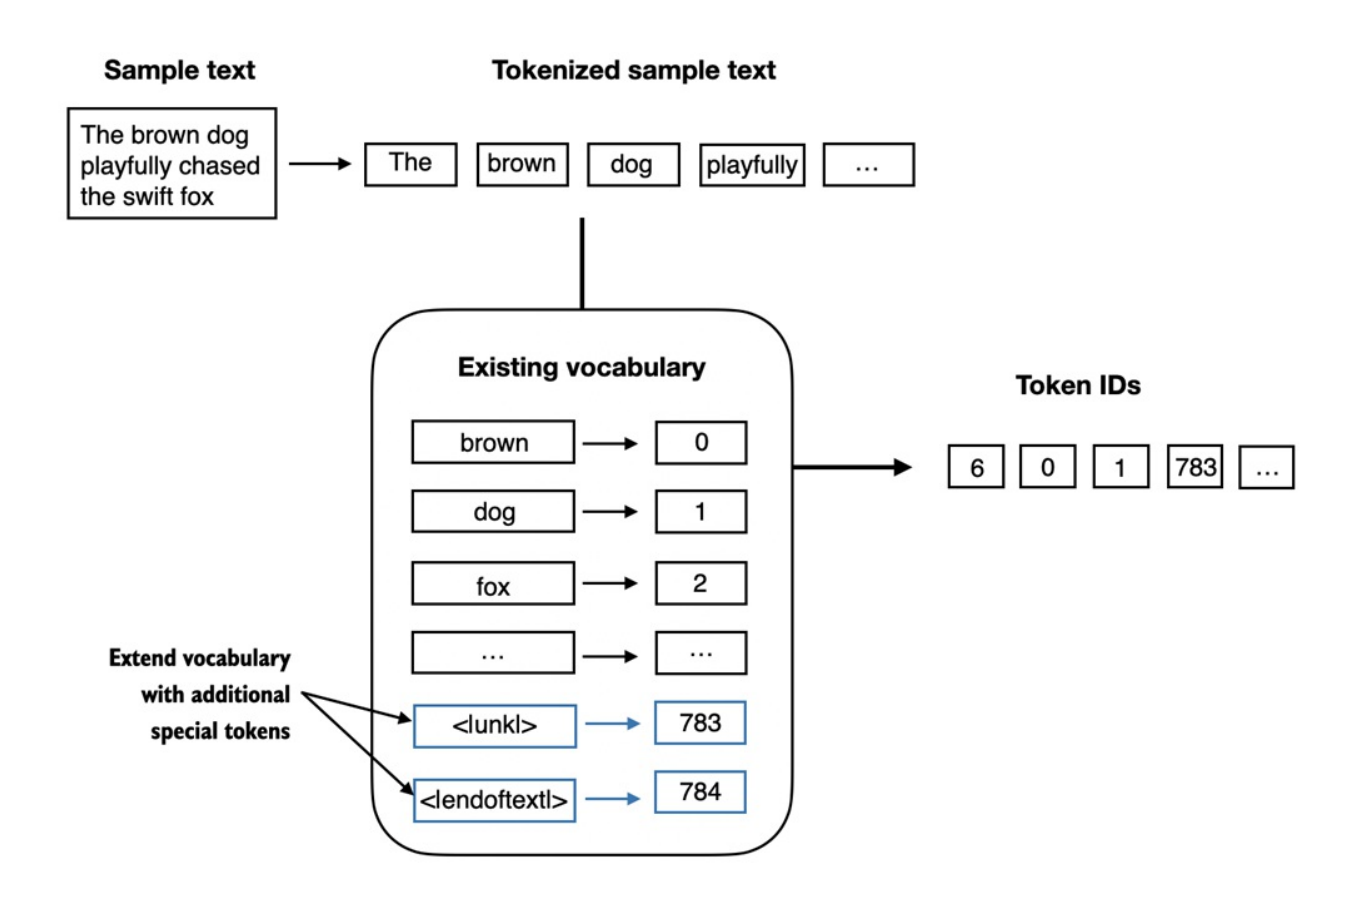 Sample text
Tokenized sample text
The brown dog
playfully chased
the swift fox
The
brown
dog
playfully
...
Existing vocabulary
Token IDs
brown
0
dog
1
fox
2
...
...
<|unk|>
783
<|endoftext|>
784
6
0
1
783
...
Extend vocabulary
with additional
special tokens